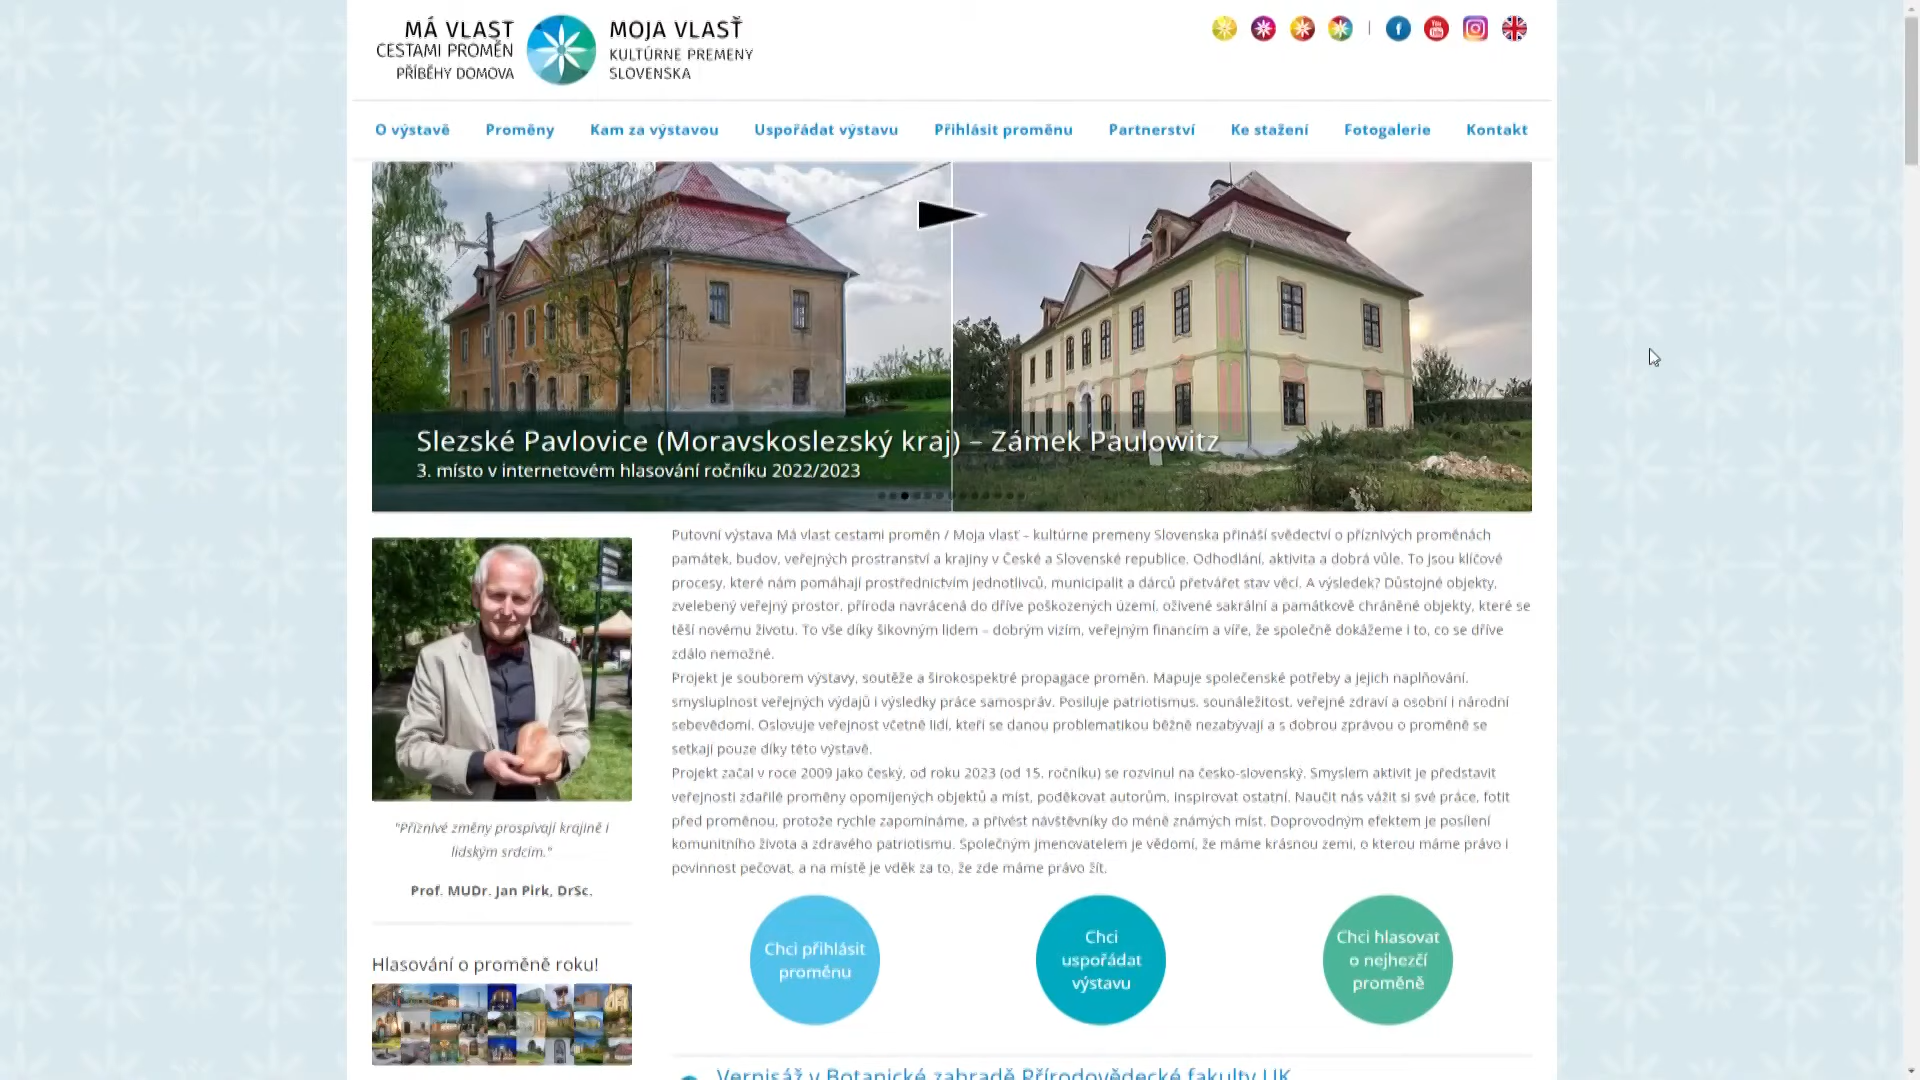 MÁ VLAST
CESTAMI PROMĚN
PŘÍBĚHY DOMOVA
MOJA VLASŤ
KULTÚRNE PREMENY
SLOVENSKA
O výstavě
Proměny
Kam za výstavou
Uspořádat výstavu
Přihlásit proměnu
Partnerství
Ke stažení
Fotogalerie
Kontakt
Slezské Pavlovice (Moravskoslezský kraj) – Zámek Paulowitz
3. místo v internetovém hlasování ročníku 2022/2023
"Příznivé změny prospívají krajině i
lidským srdcím."
Prof. MUDr. Jan Pirk, DrSc.
Hlasování o proměně roku!
Putovní výstava Má vlast cestami proměn / Moja vlasť – kultúrne premeny Slovenska přináší svědectví o příznivých proměnách
památek, budov, veřejných prostranství a krajiny v České a Slovenské republice. Odhodlání, aktivita a dobrá vůle. To jsou klíčové
procesy, které nám pomáhají prostřednictvím jednotlivců, municipalit a dárců přetvářet stav věcí. A výsledek? Důstojné objekty,
zvelebený veřejný prostor, příroda navrácená do dříve poškozených území, oživené sakrální a památkově chráněné objekty, které se
těší novému životu. To vše díky šikovným lidem – dobrým vizím, veřejným financím a víře, že společně dokážeme i to, co se dříve
zdálo nemožné.
Projekt je souborem výstavy, soutěže a širokospektré propagace proměn. Mapuje společenské potřeby a jejich naplňování,
smysluplnost veřejných výdajů i výsledky práce samospráv. Posiluje patriotismus, sounáležitost, veřejné zdraví a osobní i národní
sebevědomí. Oslovuje veřejnost včetně lidí, kteří se danou problematikou běžně nezabývají a s dobrou zprávou o proměně se
setkají pouze díky této výstavě.
Projekt začal v roce 2009 jako český, od roku 2023 (od 15. ročníku) se rozvinul na česko-slovenský. Smyslem aktivit je představit
veřejnosti zdařilé proměny opomíjených objektů a míst, poděkovat autorům, inspirovat ostatní. Naučit nás vážit si své práce, fotit
před proměnou, protože rychle zapomínáme, a přivést návštěvníky do méně známých míst. Doprovodným efektem je posílení
komunitního života a zdravého patriotismu. Společným jmenovatelem je vědomí, že máme krásnou zemi, o kterou máme právo i
povinnost pečovat, a na místě je vděk za to, že zde máme právo žít.
Chci přihlásit
proměnu
Chci
uspořádat
výstavu
Chci hlasovat
o nejhezčí
proměně
Vernisáž v Botanické zahradě Přírodovědecké fakulty UK